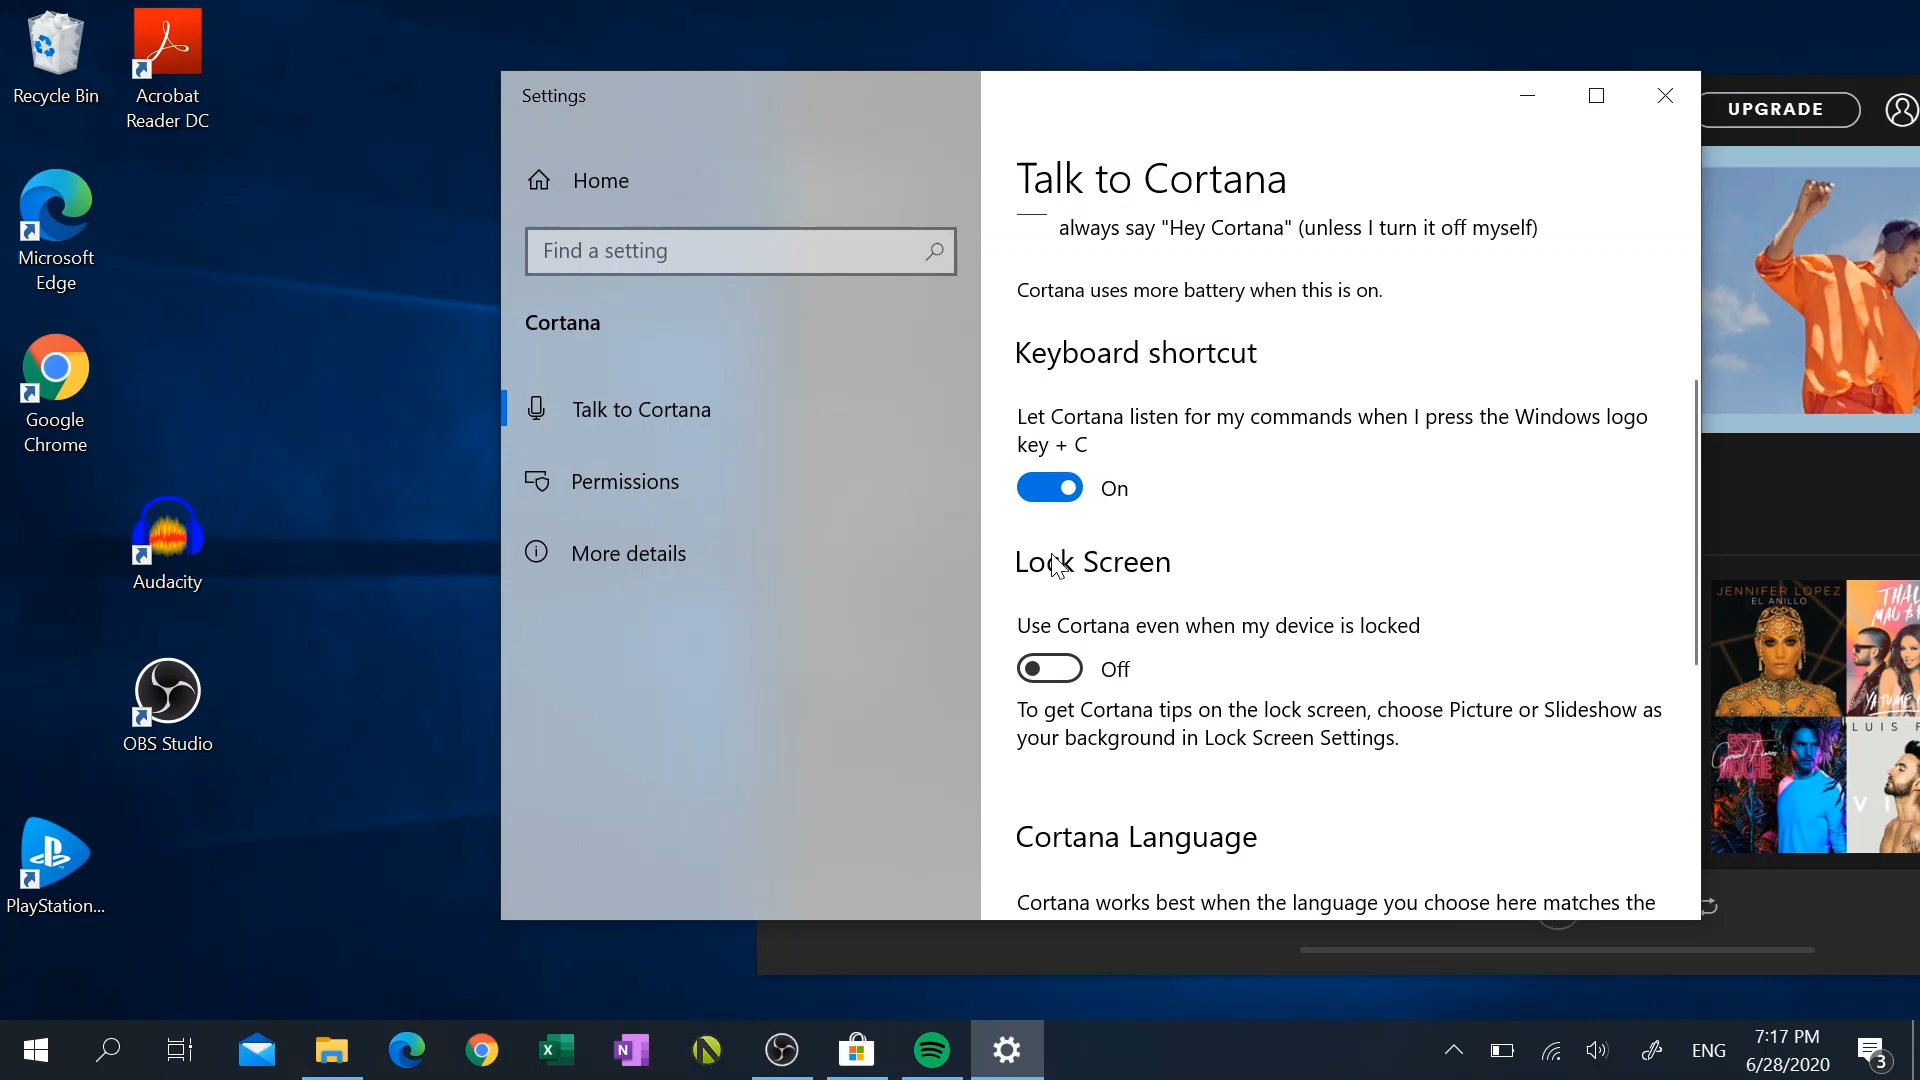 Recycle Bin
Acrobat
Reader DC
Microsoft
Edge
Google
Chrome
Audacity
OBS Studio
PlayStation...
Settings
Home
Find a setting
Cortana
Talk to Cortana
Permissions
More details
Talk to Cortana
always say "Hey Cortana" (unless I turn it off myself)
Cortana uses more battery when this is on.
Keyboard shortcut
Let Cortana listen for my commands when I press the Windows logo
key + C
On
Lock Screen
Use Cortana even when my device is locked
Off
To get Cortana tips on the lock screen, choose Picture or Slideshow as
your background in Lock Screen Settings.
Cortana Language
Cortana works best when the language you choose here matches the
UPGRADE
JENNIFER LOPEZ
EL ANILLO
THAL
ESTA
NOCHE
LUIS F
V I
ENG
7:17 PM
6/28/2020
3